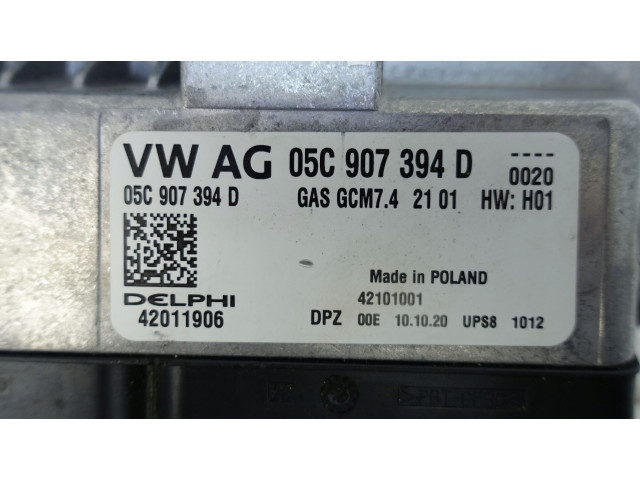 VW AG 05C 907 394 D ----
0020
05C 907 394 D GAS GCM7.4 21 01 HW: H01
Made in POLAND
DELPHI 42101001
42011906 DPZ 00E 10.10.20 UPS8 1012